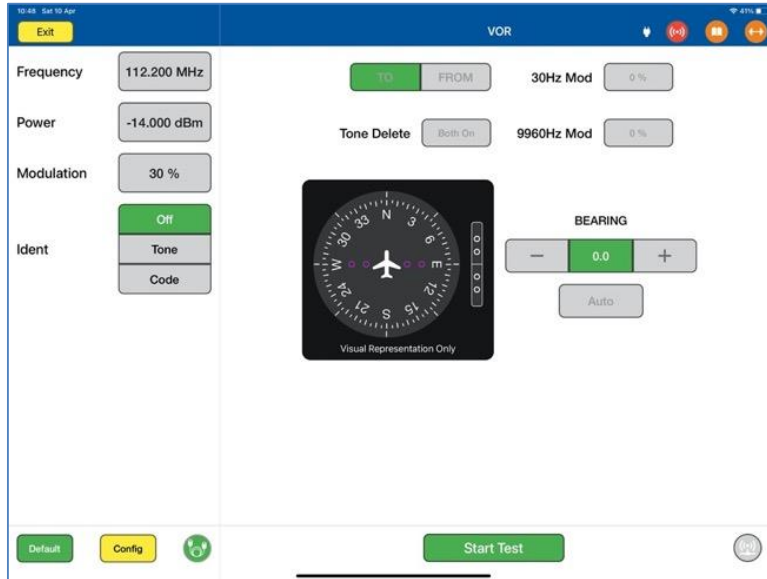 10:48 Sat 10 Apr
41%
Exit
VOR
Frequency
112.200 MHz
TO
FROM
30Hz Mod
0 %
Power
-14.000 dBm
Tone Delete
Both On
9960Hz Mod
0 %
Modulation
30 %
Ident
Off
Tone
Code
N
3
6
E
12
15
S
21
24
W
30
33
Visual Representation Only
BEARING
−
0.0
+
Auto
Default
Config
Start Test